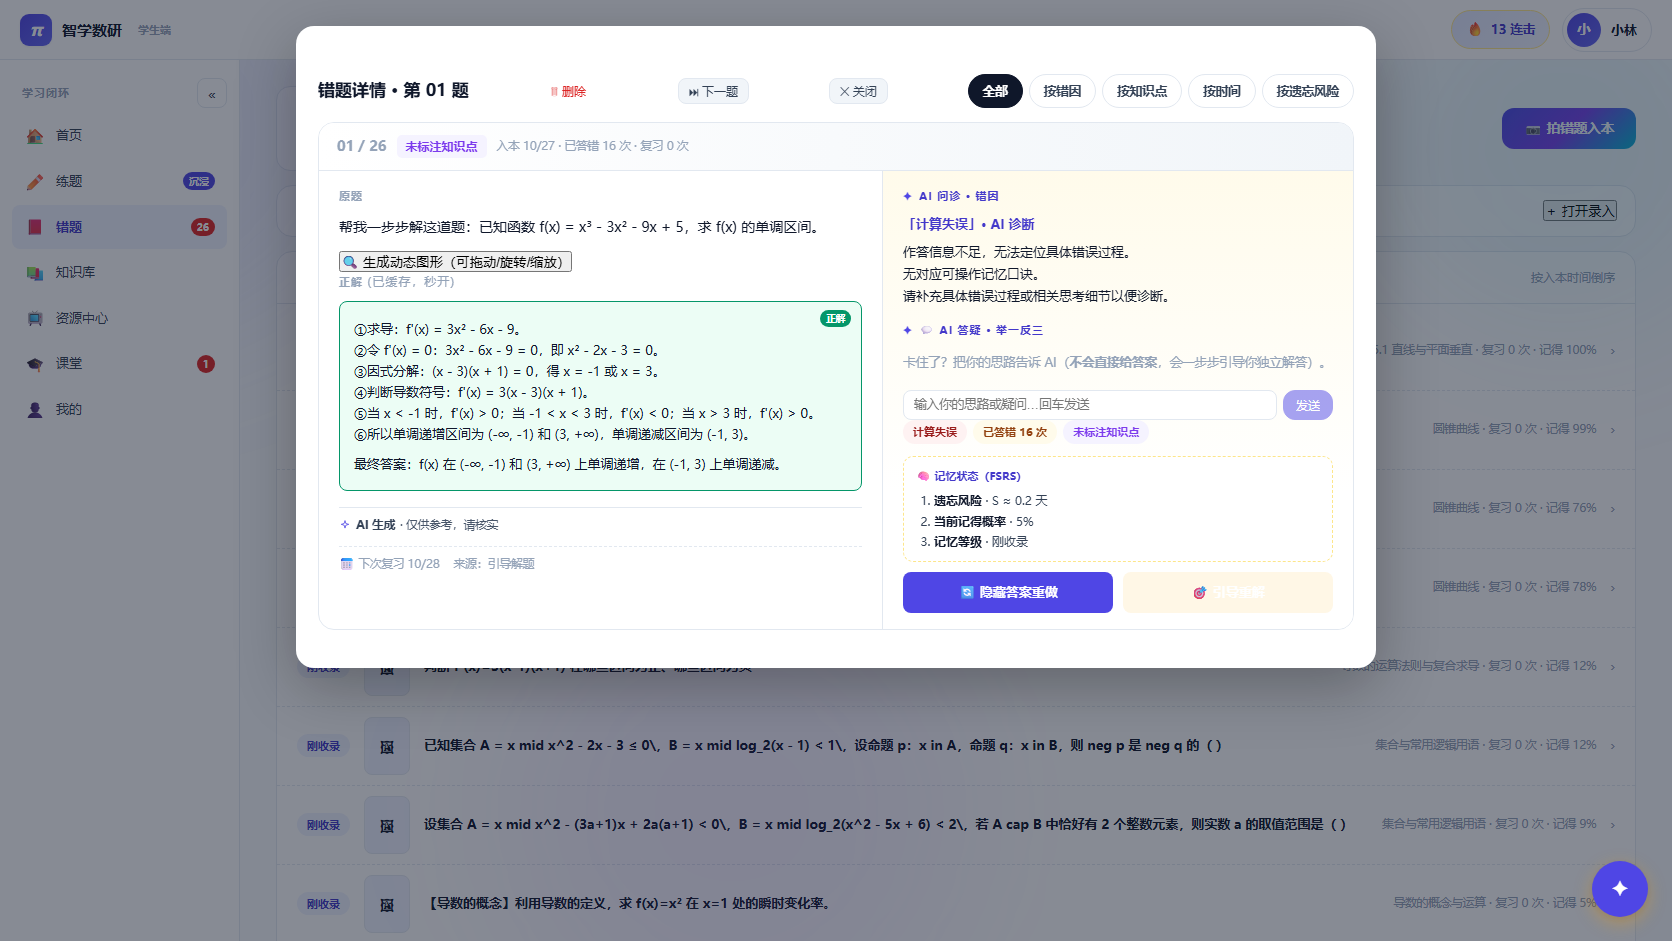 π 智学数研 学生端
13 连击
小 小林
学习闭环
«
首页
练题 沉浸
错题 26
知识库
资源中心
课堂 1
我的
拍错题入本
+ 打开录入
按入本时间倒序
错题详情 • 第 01 题
删除
下一题
× 关闭
全部
按错因
按知识点
按时间
按遗忘风险
01 / 26 未标注知识点 入本 10/27 · 已答错 16 次 · 复习 0 次
原题
帮我一步步解这道题：已知函数 f(x) = x³ - 3x² - 9x + 5，求 f(x) 的单调区间。
生成动态图形（可拖动/旋转/缩放）
正解 (已缓存，秒开)
正解
①求导：f'(x) = 3x² - 6x - 9。
②令 f'(x) = 0：3x² - 6x - 9 = 0，即 x² - 2x - 3 = 0。
③因式分解：(x - 3)(x + 1) = 0，得 x = -1 或 x = 3。
④判断导数符号：f'(x) = 3(x - 3)(x + 1)。
⑤当 x < -1 时，f'(x) > 0；当 -1 < x < 3 时，f'(x) < 0；当 x > 3 时，f'(x) > 0。
⑥所以单调递增区间为 (-∞, -1) 和 (3, +∞)，单调递减区间为 (-1, 3)。
最终答案：f(x) 在 (-∞, -1) 和 (3, +∞) 上单调递增，在 (-1, 3) 上单调递减。
AI 生成 · 仅供参考，请核实
下次复习 10/28 来源：引导解题
AI 问诊 • 错因
「计算失误」• AI 诊断
作答信息不足，无法定位具体错误过程。
无对应可操作记忆口诀。
请补充具体错误过程或相关思考细节以便诊断。
AI 答疑 • 举一反三
卡住了？把你的思路告诉 AI（不会直接给答案，会一步步引导你独立解答）。
输入你的思路或疑问…回车发送
发送
计算失误 已答错 16 次 未标注知识点
记忆状态（FSRS）
1. 遗忘风险 · S ≈ 0.2 天
2. 当前记得概率 · 5%
3. 记忆等级 · 刚收录
隐藏答案重做
引导重解
直线与平面垂直 · 复习 0 次 · 记得 100% ›
圆锥曲线 · 复习 0 次 · 记得 99% ›
圆锥曲线 · 复习 0 次 · 记得 76% ›
圆锥曲线 · 复习 0 次 · 记得 78% ›
刚收录
的运算法则与复合求导 · 复习 0 次 · 记得 12% ›
刚收录 已知集合 A = x mid x^2 - 2x - 3 ≤ 0\，B = x mid log_2(x - 1) < 1\，设命题 p：x in A，命题 q：x in B，则 neg p 是 neg q 的（ ） 集合与常用逻辑用语 · 复习 0 次 · 记得 12% ›
刚收录 设集合 A = x mid x^2 - (3a+1)x + 2a(a+1) < 0\，B = x mid log_2(x^2 - 5x + 6) < 2\，若 A cap B 中恰好有 2 个整数元素，则实数 a 的取值范围是（ ） 集合与常用逻辑用语 · 复习 0 次 · 记得 9% ›
刚收录 【导数的概念】利用导数的定义，求 f(x)=x² 在 x=1 处的瞬时变化率。 导数的概念与运算 · 复习 0 次 · 记得 5%